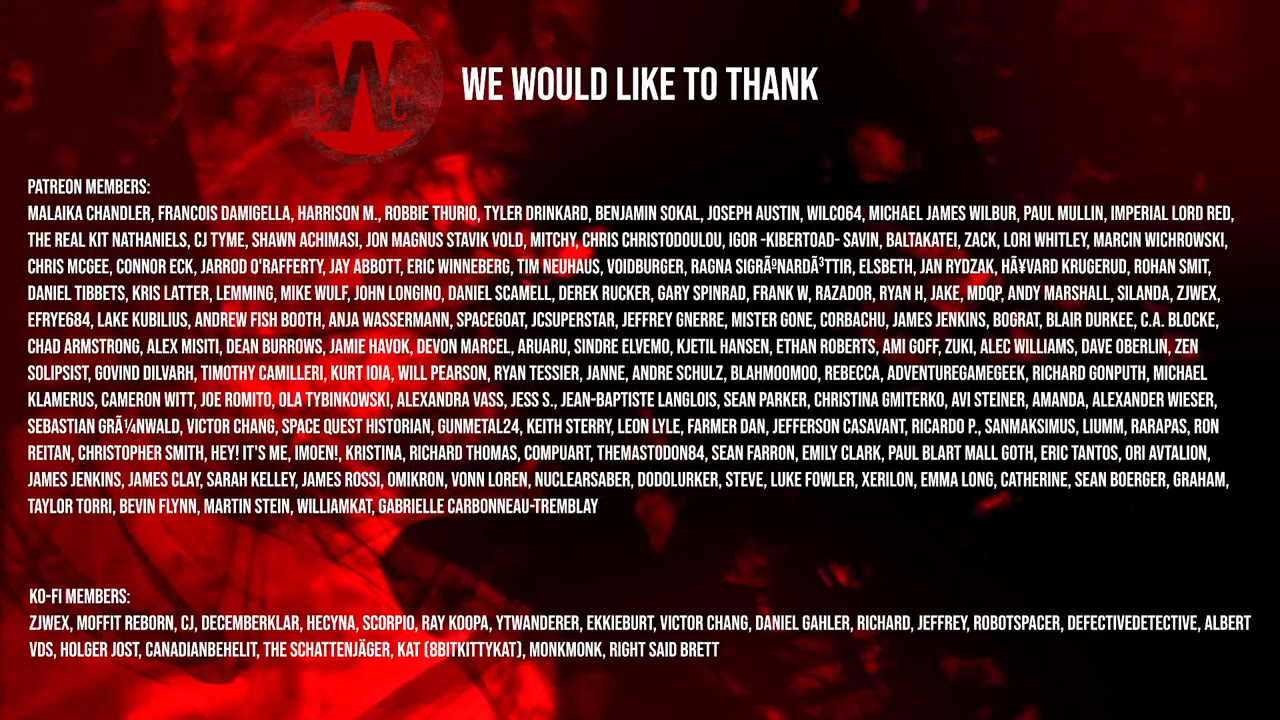 CWC
WE WOULD LIKE TO THANK
PATREON MEMBERS:
MALAIKA CHANDLER, FRANCOIS DAMIGELLA, HARRISON M., ROBBIE THURIO, TYLER DRINKARD, BENJAMIN SOKAL, JOSEPH AUSTIN, WILCO64, MICHAEL JAMES WILBUR, PAUL MULLIN, IMPERIAL LORD RED,
THE REAL KIT NATHANIELS, CJ TYME, SHAWN ACHIMASI, JON MAGNUS STAVIK VOLD, MITCHY, CHRIS CHRISTODOULOU, IGOR -KIBERTOAD- SAVIN, BALTAKATEI, ZACK, LORI WHITLEY, MARCIN WICHROWSKI,
CHRIS MCGEE, CONNOR ECK, JARROD O'RAFFERTY, JAY ABBOTT, ERIC WINNEBERG, TIM NEUHAUS, VOIDBURGER, RAGNA SIGRÃºNARDÃ³TTIR, ELSBETH, JAN RYDZAK, HÃ¥VARD KRUGERUD, ROHAN SMIT,
DANIEL TIBBETS, KRIS LATTER, LEMMING, MIKE WULF, JOHN LONGINO, DANIEL SCAMELL, DEREK RUCKER, GARY SPINRAD, FRANK W, RAZADOR, RYAN H, JAKE, MDQP, ANDY MARSHALL, SILANDA, ZJWEX,
EFRYE684, LAKE KUBILIUS, ANDREW FISH BOOTH, ANJA WASSERMANN, SPACEGOAT, JCSUPERSTAR, JEFFREY GNERRE, MISTER GONE, CORBACHU, JAMES JENKINS, BOGRAT, BLAIR DURKEE, C.A. BLOCKE,
CHAD ARMSTRONG, ALEX MISITI, DEAN BURROWS, JAMIE HAVOK, DEVON MARCEL, ARUARU, SINDRE ELVEMO, KJETIL HANSEN, ETHAN ROBERTS, AMI GOFF, ZUKI, ALEC WILLIAMS, DAVE OBERLIN, ZEN
SOLIPSIST, GOVIND DILVARH, TIMOTHY CAMILLERI, KURT IOIA, WILL PEARSON, RYAN TESSIER, JANNE, ANDRE SCHULZ, BLAHMOOMOO, REBECCA, ADVENTUREGAMEGEEK, RICHARD GONPUTH, MICHAEL
KLAMERUS, CAMERON WITT, JOE ROMITO, OLA TYBINKOWSKI, ALEXANDRA VASS, JESS S., JEAN-BAPTISTE LANGLOIS, SEAN PARKER, CHRISTINA GMITERKO, AVI STEINER, AMANDA, ALEXANDER WIESER,
SEBASTIAN GRÃ¼NWALD, VICTOR CHANG, SPACE QUEST HISTORIAN, GUNMETAL24, KEITH STERRY, LEON LYLE, FARMER DAN, JEFFERSON CASAVANT, RICARDO P., SANMAKSIMUS, LIUMM, RARAPAS, RON
REITAN, CHRISTOPHER SMITH, HEY! IT'S ME, IMOEN!, KRISTINA, RICHARD THOMAS, COMPUART, THEMASTODON84, SEAN FARRON, EMILY CLARK, PAUL BLART MALL GOTH, ERIC TANTOS, ORI AVTALION,
JAMES JENKINS, JAMES CLAY, SARAH KELLEY, JAMES ROSSI, OMIKRON, VONN LOREN, NUCLEARSABER, DODOLURKER, STEVE, LUKE FOWLER, XERILON, EMMA LONG, CATHERINE, SEAN BOERGER, GRAHAM,
TAYLOR TORRI, BEVIN FLYNN, MARTIN STEIN, WILLIAMKAT, GABRIELLE CARBONNEAU-TREMBLAY
KO-FI MEMBERS:
ZJWEX, MOFFIT REBORN, CJ, DECEMBERKLAR, HECYNA, SCORPIO, RAY KOOPA, YTWANDERER, EKKIEBURT, VICTOR CHANG, DANIEL GAHLER, RICHARD, JEFFREY, ROBOTSPACER, DEFECTIVEDETECTIVE, ALBERT
VDS, HOLGER JOST, CANADIANBEHELIT, THE SCHATTENJÄGER, KAT (8BITKITTYKAT), MONKMONK, RIGHT SAID BRETT